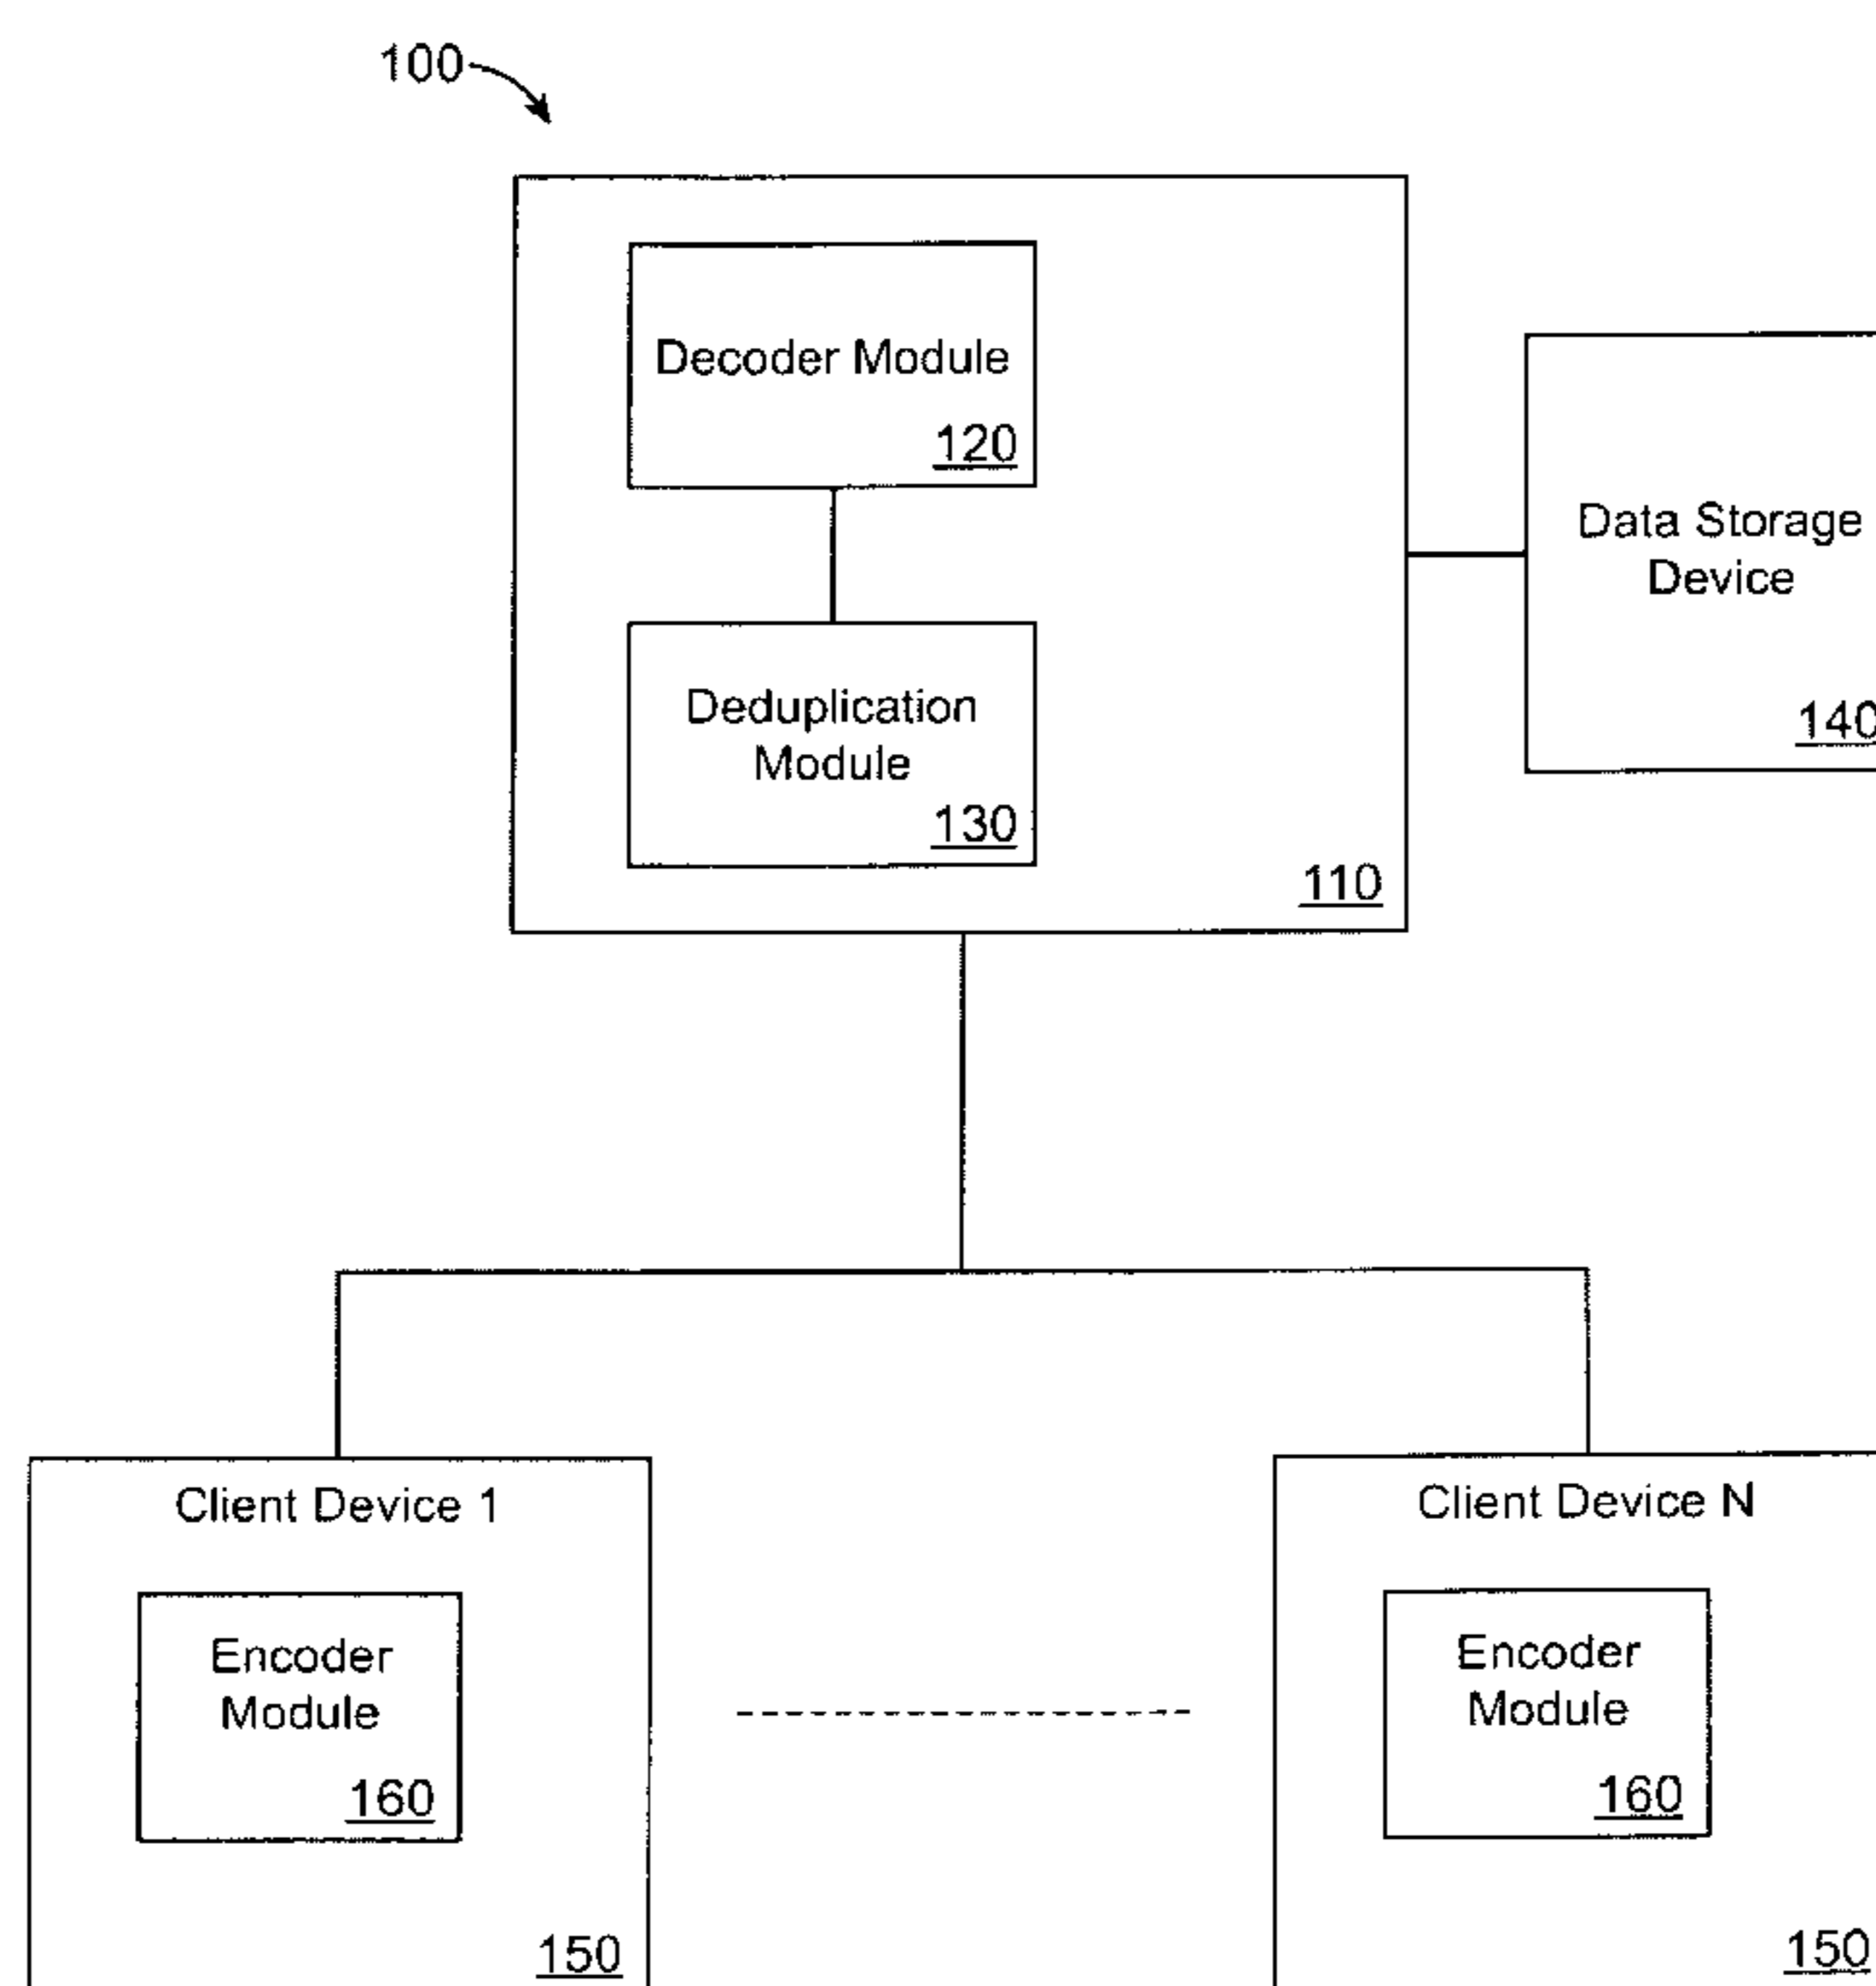 100
Decoder Module
120
Data Storage
Device
140
Deduplication
Module
130
110
Client Device 1
Encoder
Module
160
150
Client Device N
Encoder
Module
160
150